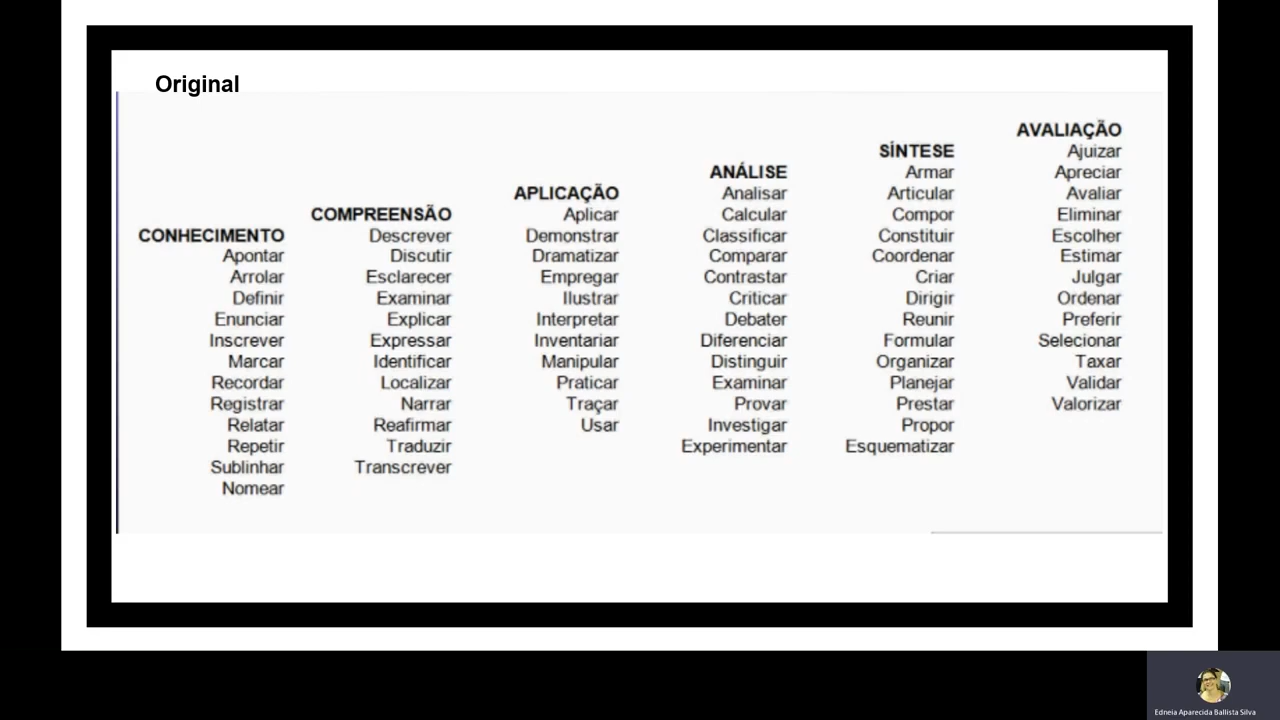 Original
CONHECIMENTO
Apontar
Arrolar
Definir
Enunciar
Inscrever
Marcar
Recordar
Registrar
Relatar
Repetir
Sublinhar
Nomear
COMPREENSÃO
Descrever
Discutir
Esclarecer
Examinar
Explicar
Expressar
Identificar
Localizar
Narrar
Reafirmar
Traduzir
Transcrever
APLICAÇÃO
Aplicar
Demonstrar
Dramatizar
Empregar
Ilustrar
Interpretar
Inventariar
Manipular
Praticar
Traçar
Usar
ANÁLISE
Analisar
Calcular
Classificar
Comparar
Contrastar
Criticar
Debater
Diferenciar
Distinguir
Examinar
Provar
Investigar
Experimentar
SÍNTESE
Armar
Articular
Compor
Constituir
Coordenar
Criar
Dirigir
Reunir
Formular
Organizar
Planejar
Prestar
Propor
Esquematizar
AVALIAÇÃO
Ajuizar
Apreciar
Avaliar
Eliminar
Escolher
Estimar
Julgar
Ordenar
Preferir
Selecionar
Taxar
Validar
Valorizar
Edneia Aparecida Ballista Silva